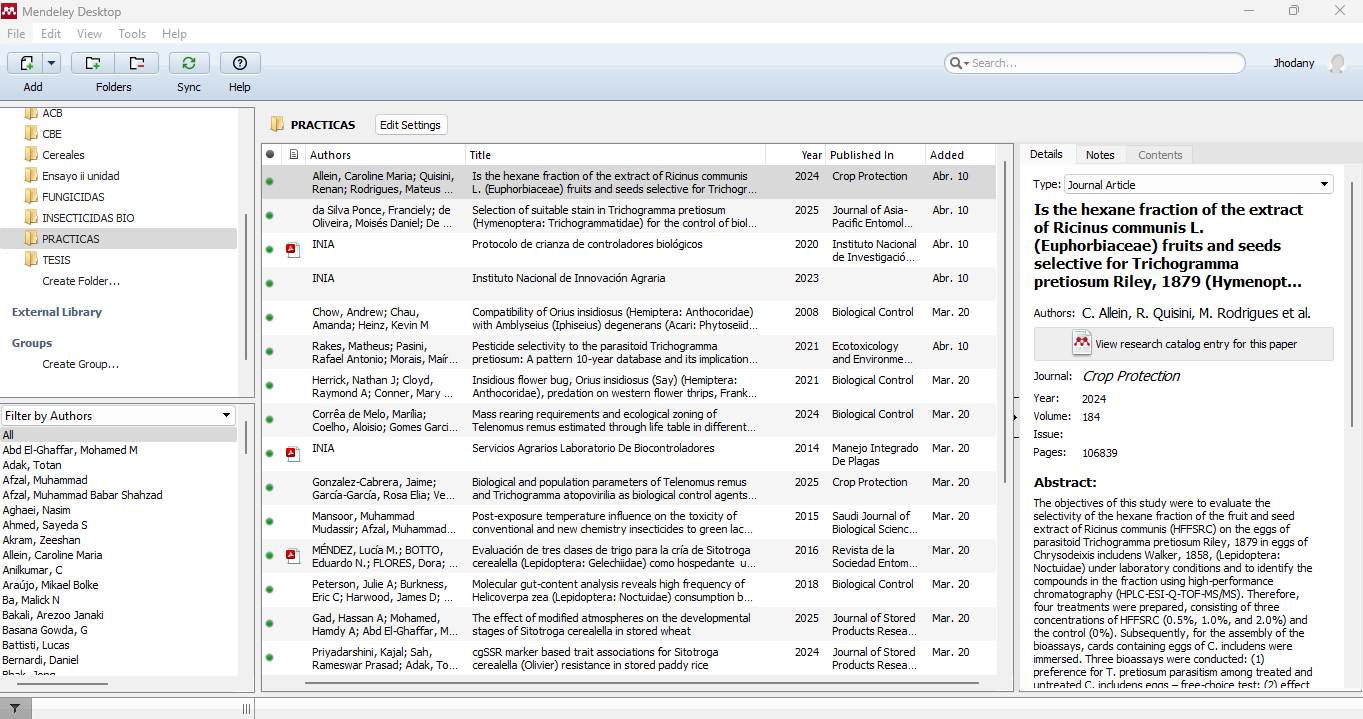 Mendeley Desktop
File Edit View Tools Help
Search...
Jhodany
Add Folders Sync Help
ACB
CBE
Cereales
Ensayo ii unidad
FUNGICIDAS
INSECTICIDAS BIO
PRACTICAS
TESIS
Create Folder...
External Library
Groups
Create Group...
Filter by Authors
All
Abd El-Ghaffar, Mohamed M
Adak, Totan
Afzal, Muhammad
Afzal, Muhammad Babar Shahzad
Aghaei, Nasim
Ahmed, Sayeda S
Akram, Zeeshan
Allein, Caroline Maria
Anilkumar, C
Araújo, Mikael Bolke
Ba, Malick N
Bakali, Arezoo Janaki
Basana Gowda, G
Battisti, Lucas
Bernardi, Daniel
PRACTICAS Edit Settings
Authors Title Year Published In Added
Allein, Caroline Maria; Quisini, Is the hexane fraction of the extract of Ricinus communis 2024 Crop Protection Abr. 10
Renan; Rodrigues, Mateus ... L. (Euphorbiaceae) fruits and seeds selective for Trichogr...
da Silva Ponce, Franciely; de Selection of suitable stain in Trichogramma pretiosum 2025 Journal of Asia- Abr. 10
Oliveira, Moisés Daniel; De ... (Hymenoptera: Trichogrammatidae) for the control of biol... Pacific Entomol...
INIA Protocolo de crianza de controladores biológicos 2020 Instituto Nacional Abr. 10
de Investigació...
INIA Instituto Nacional de Innovación Agraria 2023 Abr. 10
Chow, Andrew; Chau, Compatibility of Orius insidiosus (Hemiptera: Anthocoridae) 2008 Biological Control Mar. 20
Amanda; Heinz, Kevin M with Amblyseius (Iphiseius) degenerans (Acari: Phytoseiid...
Rakes, Matheus; Pasini, Pesticide selectivity to the parasitoid Trichogramma 2021 Ecotoxicology Abr. 10
Rafael Antonio; Morais, Maír... pretiosum: A pattern 10-year database and its implication... and Environme...
Herrick, Nathan J; Cloyd, Insidious flower bug, Orius insidiosus (Say) (Hemiptera: 2021 Biological Control Mar. 20
Raymond A; Conner, Mary ... Anthocoridae), predation on western flower thrips, Frank...
Corrêa de Melo, Marília; Mass rearing requirements and ecological zoning of 2024 Biological Control Mar. 20
Coelho, Aloisio; Gomes Garci... Telenomus remus estimated through life table in different...
INIA Servicios Agrarios Laboratorio De Biocontroladores 2014 Manejo Integrado Mar. 20
De Plagas
Gonzalez-Cabrera, Jaime; Biological and population parameters of Telenomus remus 2025 Crop Protection Mar. 20
García-García, Rosa Elia; Ve... and Trichogramma atopovirilia as biological control agents...
Mansoor, Muhammad Post-exposure temperature influence on the toxicity of 2015 Saudi Journal of Mar. 20
Mudassir; Afzal, Muhammad... conventional and new chemistry insecticides to green lac... Biological Scienc...
MÉNDEZ, Lucía M.; BOTTO, Evaluación de tres clases de trigo para la cría de Sitotroga 2016 Revista de la Mar. 20
Eduardo N.; FLORES, Dora; ... cerealella (Lepidoptera: Gelechiidae) como hospedante u... Sociedad Entom...
Peterson, Julie A; Burkness, Molecular gut-content analysis reveals high frequency of 2018 Biological Control Mar. 20
Eric C; Harwood, James D; ... Helicoverpa zea (Lepidoptera: Noctuidae) consumption b...
Gad, Hassan A; Mohamed, The effect of modified atmospheres on the developmental 2025 Journal of Stored Mar. 20
Hamdy A; Abd El-Ghaffar, M... stages of Sitotroga cerealella in stored wheat Products Resea...
Priyadarshini, Kajal; Sah, cgSSR marker based trait associations for Sitotroga 2024 Journal of Stored Mar. 20
Rameswar Prasad; Adak, To... cerealella (Olivier) resistance in stored paddy rice Products Resea...
Details Notes Contents
Type: Journal Article
Is the hexane fraction of the extract
of Ricinus communis L.
(Euphorbiaceae) fruits and seeds
selective for Trichogramma
pretiosum Riley, 1879 (Hymenopt...
Authors: C. Allein, R. Quisini, M. Rodrigues et al.
View research catalog entry for this paper
Journal: Crop Protection
Year: 2024
Volume: 184
Issue:
Pages: 106839
Abstract:
The objectives of this study were to evaluate the
selectivity of the hexane fraction of the fruit and seed
extract of Ricinus communis (HFFSRC) on the eggs of
parasitoid Trichogramma pretiosum Riley, 1879 in eggs of
Chrysodeixis includens Walker, 1858, (Lepidoptera:
Noctuidae) under laboratory conditions and to identify the
compounds in the fraction using high-performance
chromatography (HPLC-ESI-Q-TOF-MS/MS). Therefore,
four treatments were prepared, consisting of three
concentrations of HFFSRC (0.5%, 1.0%, and 2.0%) and
the control (0%). Subsequently, for the assembly of the
bioassays, cards containing eggs of C. includens were
immersed. Three bioassays were conducted: (1)
preference for T. pretiosum parasitism among treated and
untreated C. includens eggs – free-choice test; (2) effect